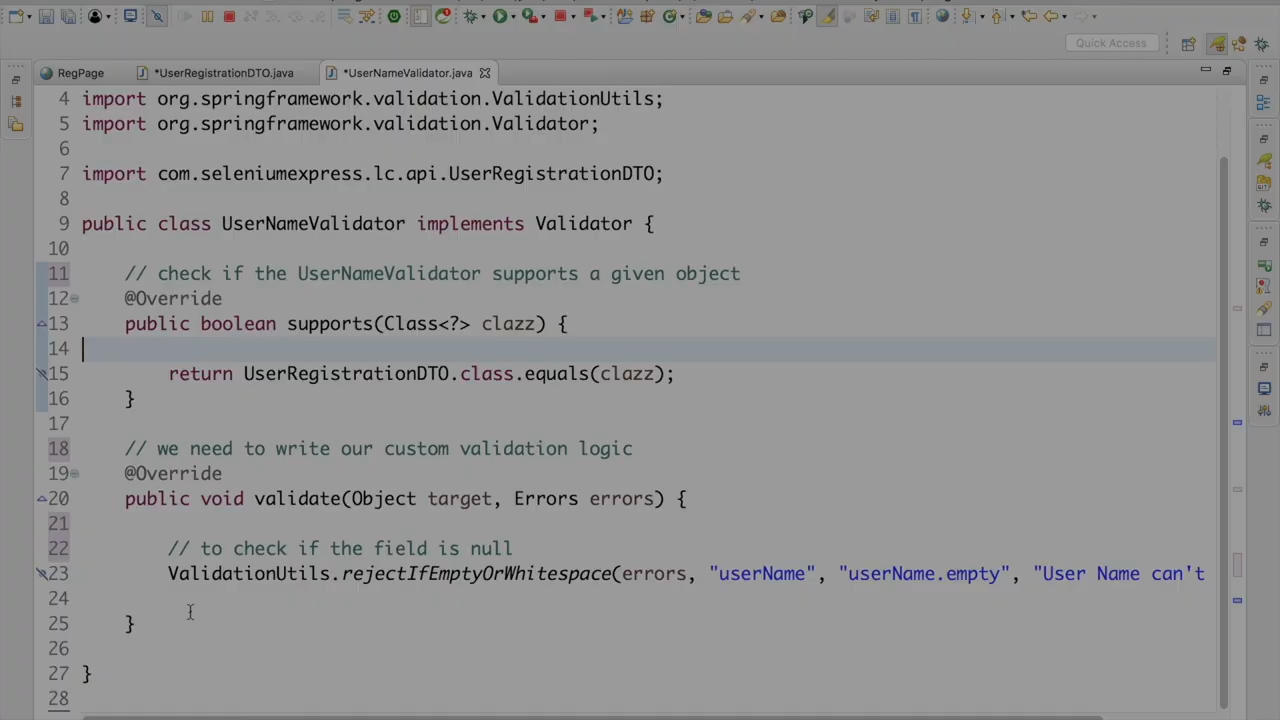 Quick Access
RegPage
*UserRegistrationDTO.java
*UserNameValidator.java
4 import org.springframework.validation.ValidationUtils;
5 import org.springframework.validation.Validator;
6
7 import com.seleniumexpress.lc.api.UserRegistrationDTO;
8
9 public class UserNameValidator implements Validator {
10
11 // check if the UserNameValidator supports a given object
12 @Override
13 public boolean supports(Class<?> clazz) {
14
15 return UserRegistrationDTO.class.equals(clazz);
16 }
17
18 // we need to write our custom validation logic
19 @Override
20 public void validate(Object target, Errors errors) {
21
22 // to check if the field is null
23 ValidationUtils.rejectIfEmptyOrWhitespace(errors, "userName", "userName.empty", "User Name can't
24
25 }
26
27 }
28